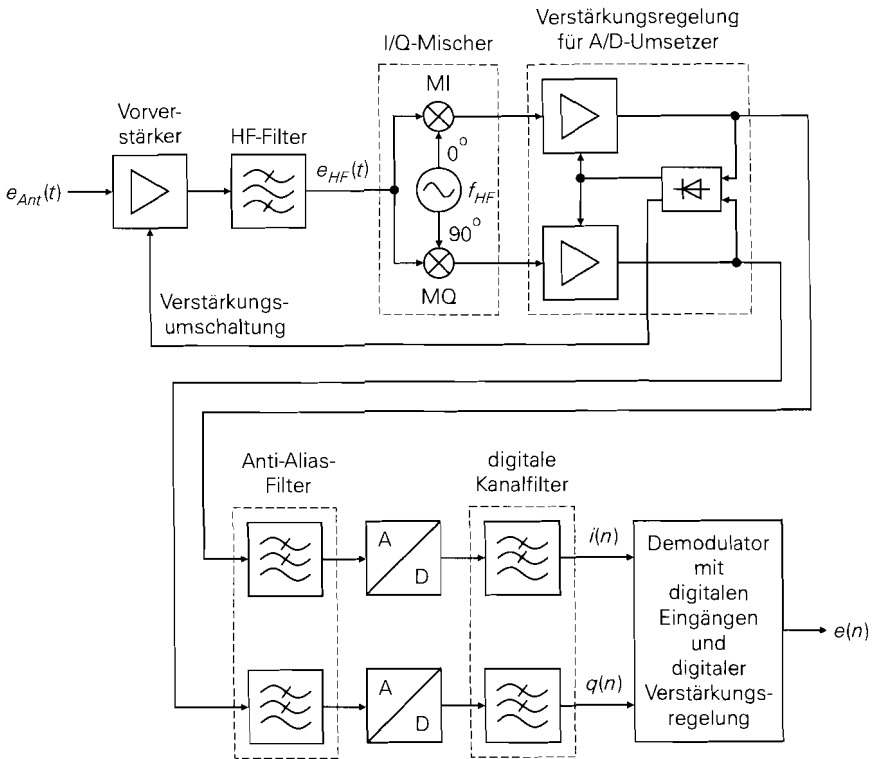 Verstärkungsregelung
für A/D-Umsetzer
I/Q-Mischer
MI
Vorver-
stärker
HF-Filter
e_Ant(t)
e_HF(t)
0°
f_HF
90°
MQ
Verstärkungs-
umschaltung
Anti-Alias-
Filter
digitale
Kanalfilter
A
D
i(n)
A
D
q(n)
Demodulator
mit
digitalen
Eingängen
und
digitaler
Verstärkungs-
regelung
e(n)